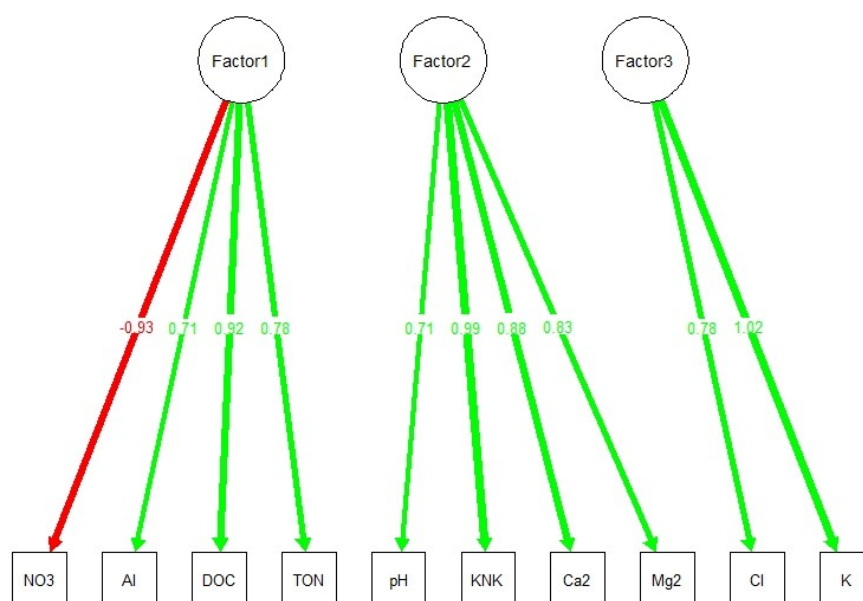 Factor1 Factor2 Factor3
-0.93 0.71 0.92 0.78 0.71 0.99 0.88 0.83 0.78 1.02
NO3 Al DOC TON pH KNK Ca2 Mg2 Cl K